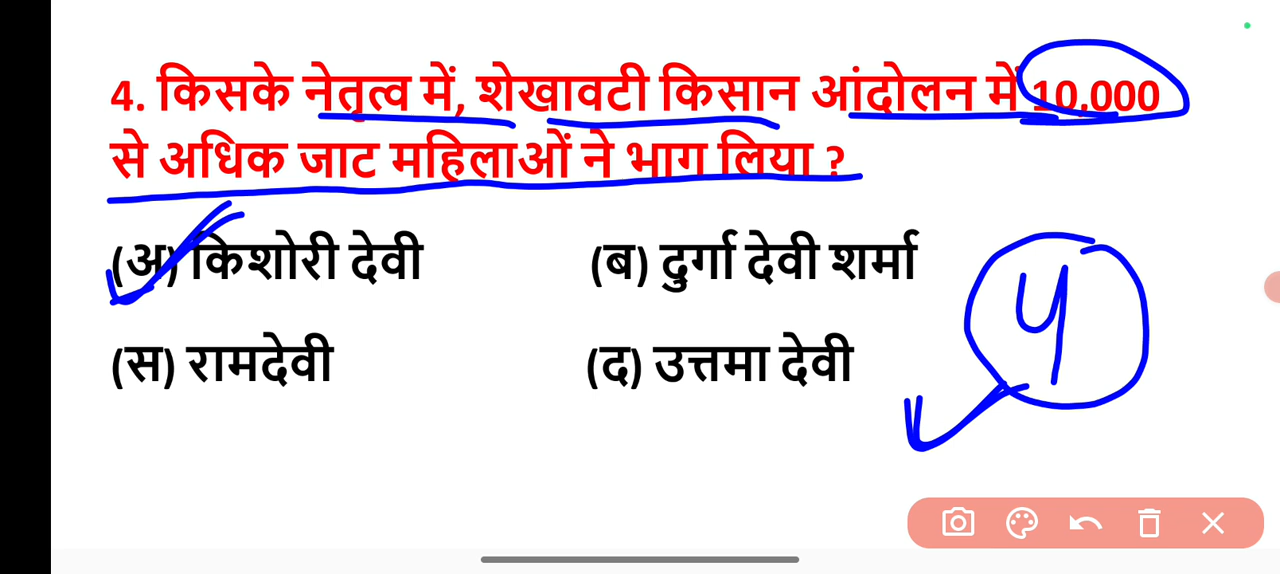 4. किसके नेतृत्व में, शेखावटी किसान आंदोलन में 10,000
से अधिक जाट महिलाओं ने भाग लिया ?
(अ) किशोरी देवी (ब) दुर्गा देवी शर्मा
(स) रामदेवी (द) उत्तमा देवी
4